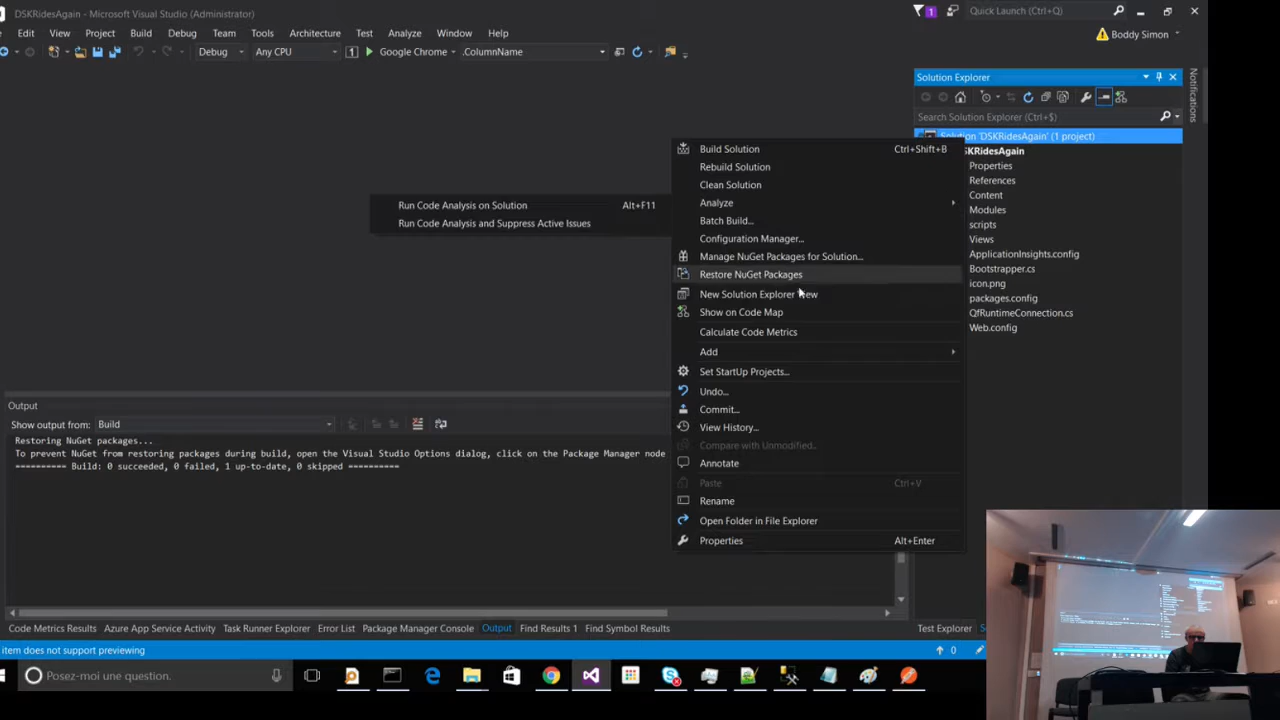 DSKRidesAgain - Microsoft Visual Studio (Administrator)
1
Quick Launch (Ctrl+Q)
Edit View Project Build Debug Team Tools Architecture Test Analyze Window Help
Boddy Simon
Debug Any CPU 1 Google Chrome .ColumnName
Solution Explorer
Notifications
Search Solution Explorer (Ctrl+$)
Solution 'DSKRidesAgain' (1 project)
SKRidesAgain
Properties
References
Content
Modules
scripts
Views
ApplicationInsights.config
Bootstrapper.cs
icon.png
packages.config
QfRuntimeConnection.cs
Web.config
Build Solution Ctrl+Shift+B
Rebuild Solution
Clean Solution
Analyze
Batch Build...
Configuration Manager...
Manage NuGet Packages for Solution...
Restore NuGet Packages
New Solution Explorer View
Show on Code Map
Calculate Code Metrics
Add
Set StartUp Projects...
Undo...
Commit...
View History...
Compare with Unmodified...
Annotate
Paste Ctrl+V
Rename
Open Folder in File Explorer
Properties Alt+Enter
Run Code Analysis on Solution Alt+F11
Run Code Analysis and Suppress Active Issues
Output
Show output from: Build
Restoring NuGet packages...
To prevent NuGet from restoring packages during build, open the Visual Studio Options dialog, click on the Package Manager node
========== Build: 0 succeeded, 0 failed, 1 up-to-date, 0 skipped ==========
Code Metrics Results Azure App Service Activity Task Runner Explorer Error List Package Manager Console Output Find Results 1 Find Symbol Results
Test Explorer
item does not support previewing
0
Posez-moi une question.